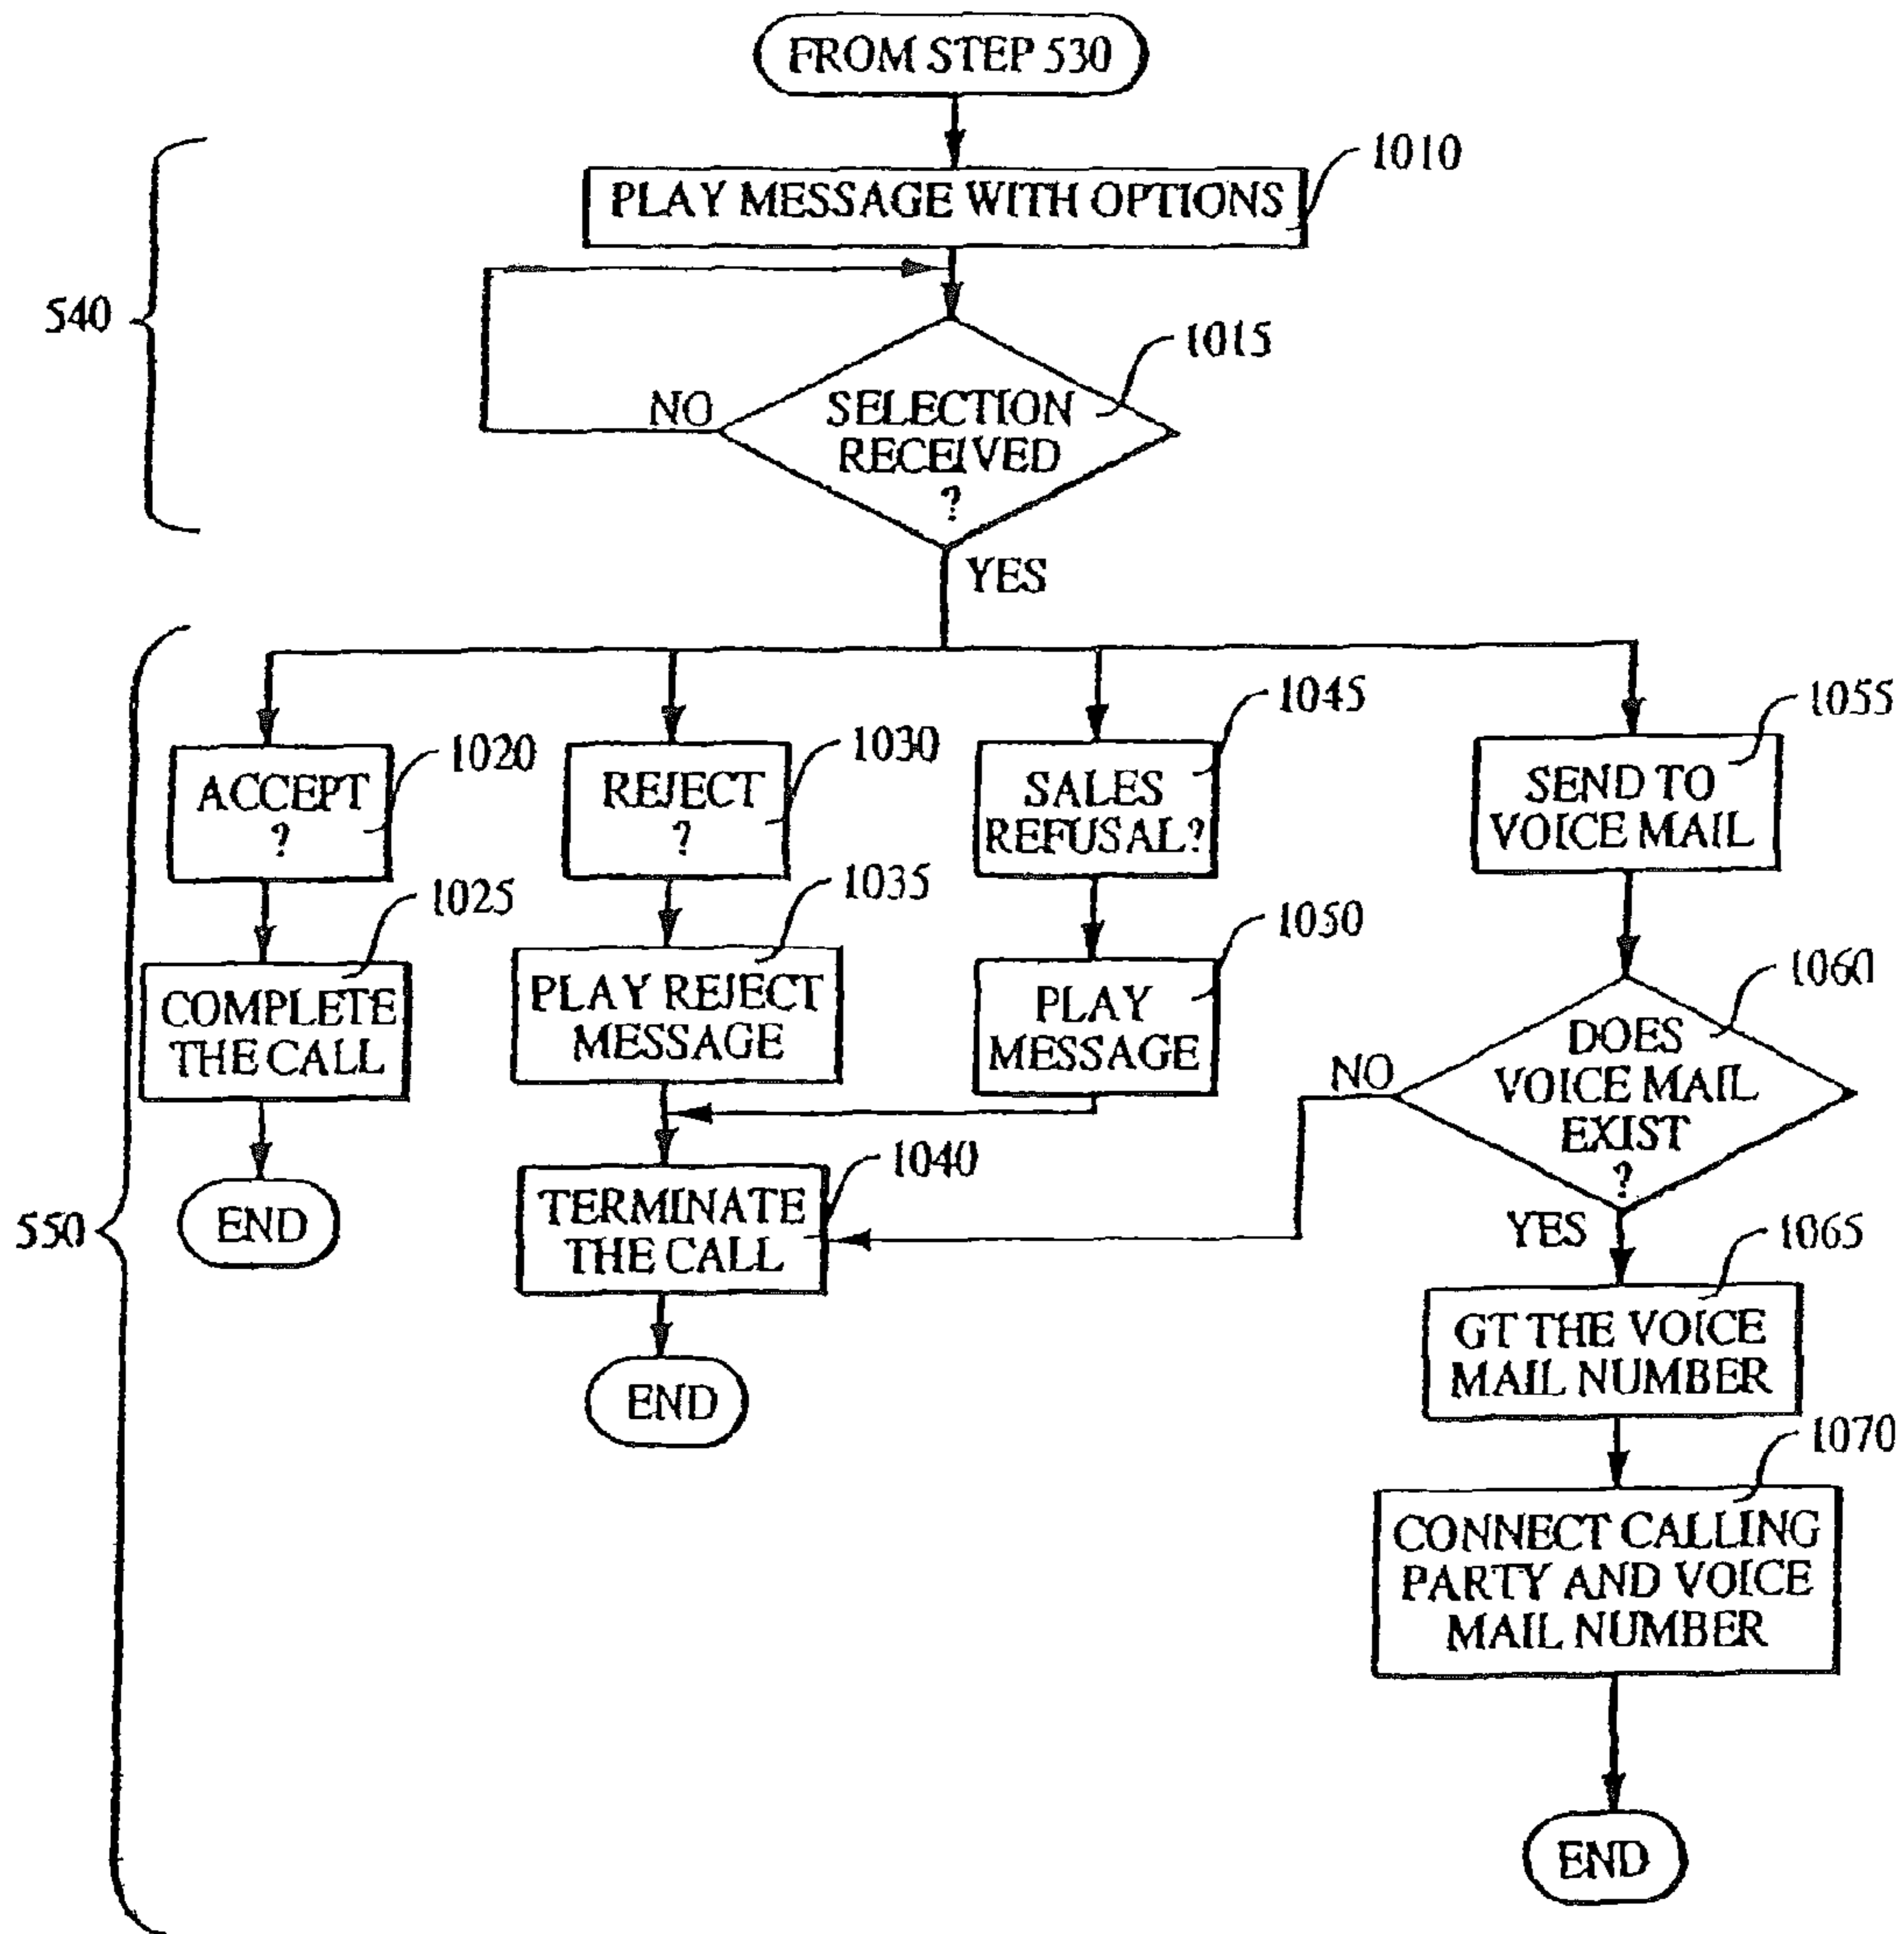 FROM STEP 530
1010
PLAY MESSAGE WITH OPTIONS
540
1015
NO
SELECTION
RECEIVED
?
YES
1020
ACCEPT
?
1025
COMPLETE
THE CALL
END
1030
REJECT
?
1035
PLAY REJECT
MESSAGE
1040
TERMINATE
THE CALL
END
1045
SALES
REFUSAL?
1050
PLAY
MESSAGE
1055
SEND TO
VOICE MAIL
1060
DOES
VOICE MAIL
EXIST
?
NO
YES
1065
GT THE VOICE
MAIL NUMBER
1070
CONNECT CALLING
PARTY AND VOICE
MAIL NUMBER
END
550